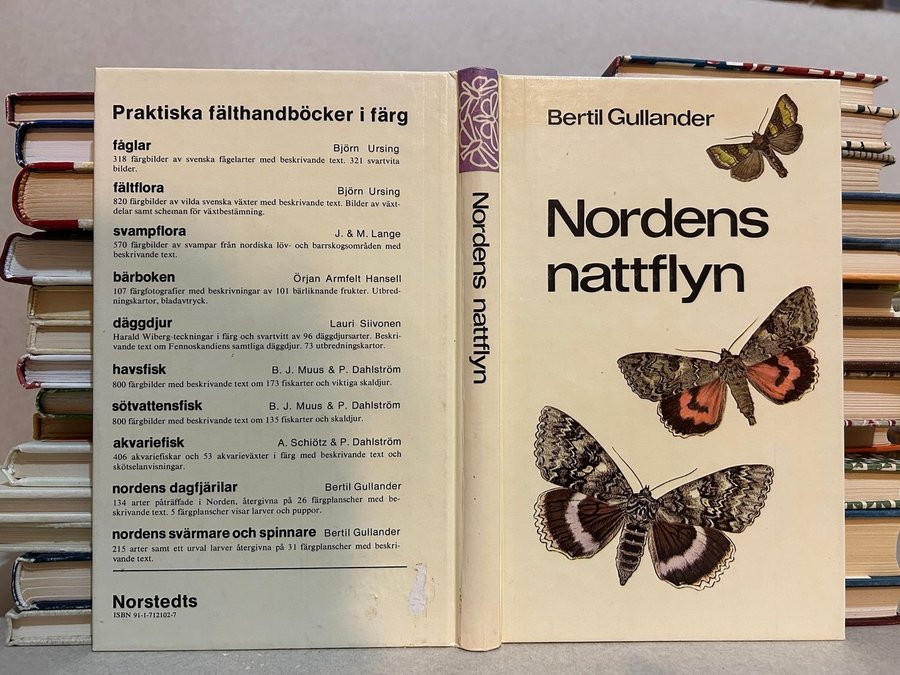 Praktiska fälthandböcker i färg
fåglar Björn Ursing
318 färgbilder av svenska fågelarter med beskrivande text. 321 svartvita
bilder.
fältflora Björn Ursing
820 färgbilder av vilda svenska växter med beskrivande text. Bilder av växt-
delar samt scheman för växtbestämning.
svampflora J. & M. Lange
570 färgbilder av svampar från nordiska löv- och barrskogsområden med
beskrivande text.
bärboken Örjan Armfelt Hansell
107 färgfotografier med beskrivningar av 101 bärliknande frukter. Utbred-
ningskartor, bladavtryck.
däggdjur Lauri Siivonen
Harald Wiberg-teckningar i färg och svartvitt av 96 däggdjursarter. Beskri-
vande text om Fennoskandiens samtliga däggdjur. 73 utbredningskartor.
havsfisk B. J. Muus & P. Dahlström
800 färgbilder med beskrivande text om 173 fiskarter och viktiga skaldjur.
sötvattensfisk B. J. Muus & P. Dahlström
800 färgbilder med beskrivande text om 135 fiskarter och skaldjur.
akvariefisk A. Schiötz & P. Dahlström
406 akvariefiskar och 53 akvarieväxter i färg med beskrivande text och
skötselanvisningar.
nordens dagfjärilar Bertil Gullander
134 arter påträffade i Norden, återgivna på 26 färgplanscher med be-
skrivande text. 5 färgplanscher visar larver och puppor.
nordens svärmare och spinnare Bertil Gullander
215 arter samt ett urval larver återgivna på 31 färgplanscher med beskri-
vande text.
Norstedts
ISBN 91-1-712102-7
Nordens nattflyn
Bertil Gullander
Nordens
nattflyn